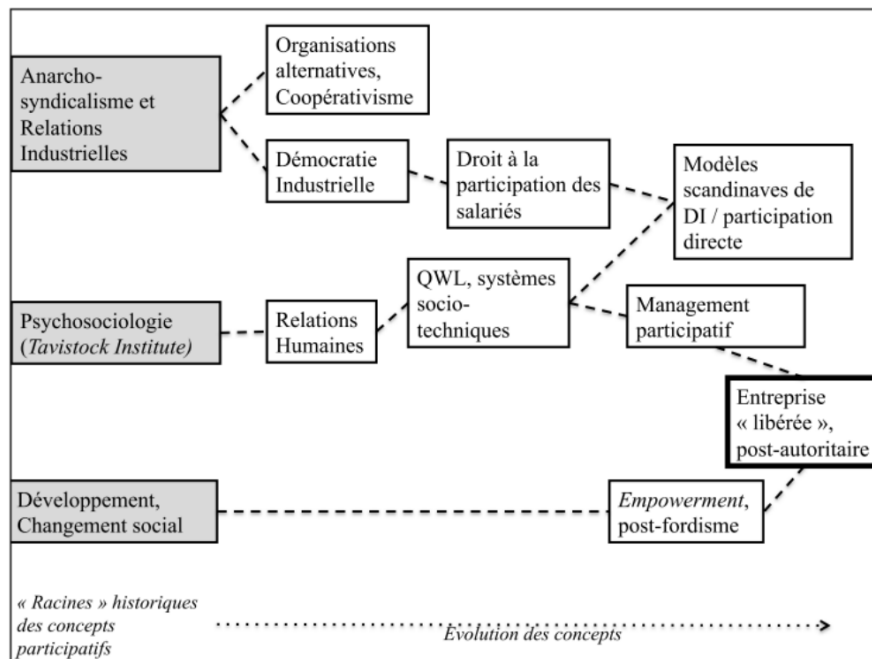 Anarcho-
syndicalisme et
Relations
Industrielles
Organisations
alternatives,
Coopérativisme
Démocratie
Industrielle
Droit à la
participation des
salariés
Modèles
scandinaves de
DI / participation
directe
Psychosociologie
(Tavistock Institute)
Relations
Humaines
QWL, systèmes
socio-
techniques
Management
participatif
Entreprise
« libérée »,
post-autoritaire
Développement,
Changement social
Empowerment,
post-fordisme
« Racines » historiques
des concepts
participatifs
Évolution des concepts